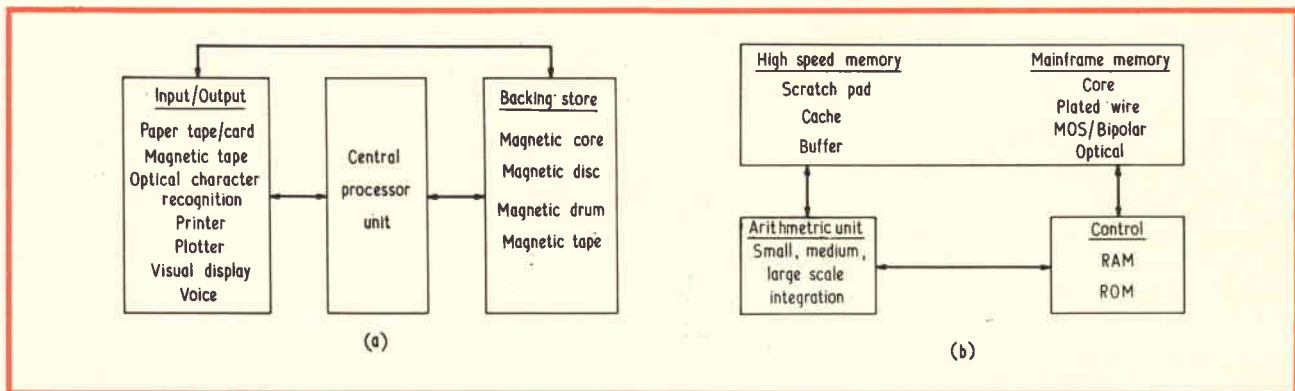 Input/Output
Paper tape/card
Magnetic tape
Optical character
recognition
Printer
Plotter
Visual display
Voice
Central
processor
unit
Backing store
Magnetic core
Magnetic disc
Magnetic drum
Magnetic tape
(a)
High speed memory
Scratch pad
Cache
Buffer
Mainframe memory
Core
Plated wire
MOS/Bipolar
Optical
Arithmetric unit
Small, medium,
large scale
integration
Control
RAM
ROM
(b)